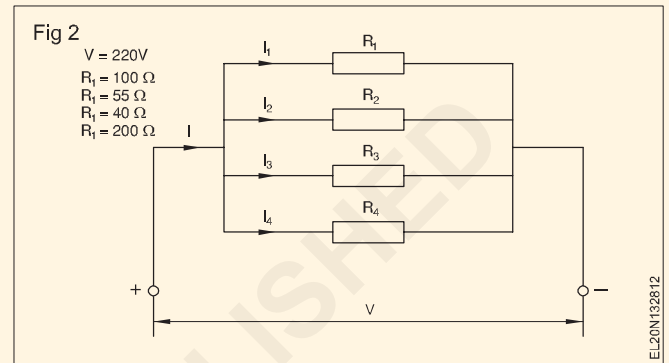 Fig 2
V = 220V
R₁ = 100 Ω
R₁ = 55 Ω
R₁ = 40 Ω
R₁ = 200 Ω
I
I₁ R₁
I₂ R₂
I₃ R₃
I₄ R₄
+ −
V
EL20N132812
LISHED